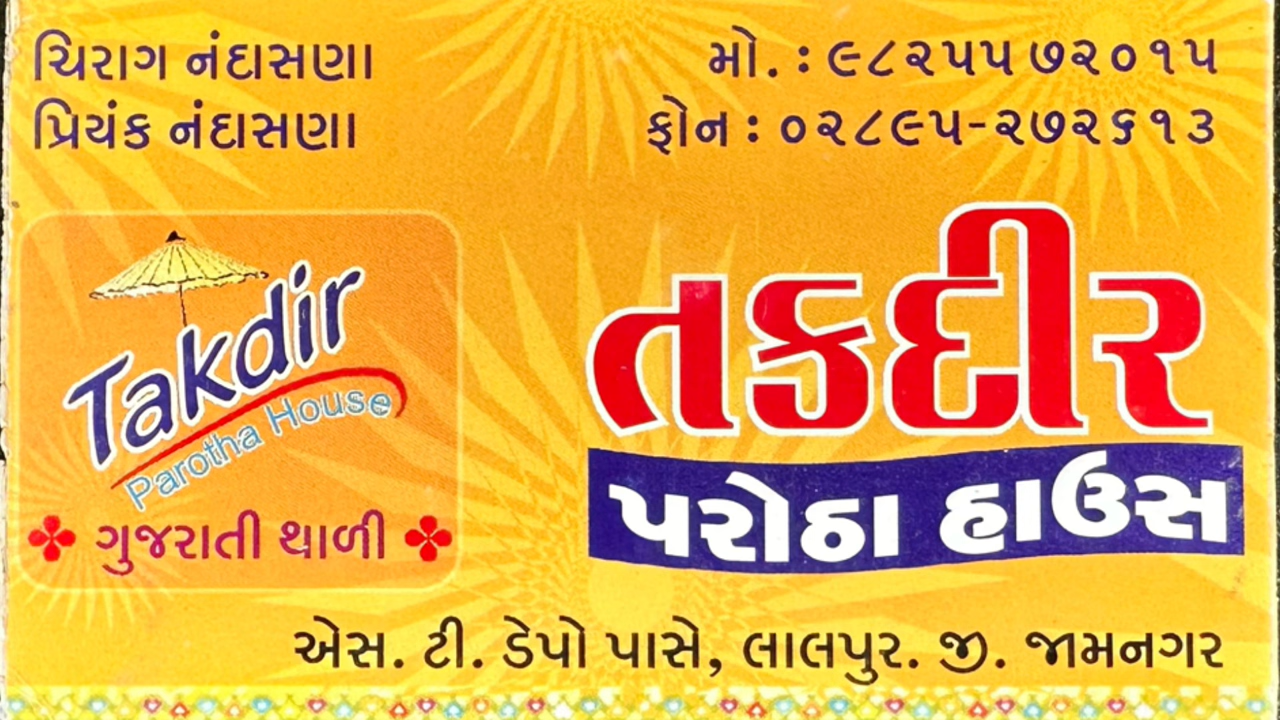 ચિરાગ નંદાસણા
પ્રિયંક નંદાસણા
મો. : ૯૮૨૫૫ ૭૨૦૧૫
ફોન : ૦૨૮૯૫-૨૭૨૬૧૩
Takdir
Parotha House
ગુજરાતી થાળી
તકદીર
પરોઠા હાઉસ
એસ. ટી. ડેપો પાસે, લાલપુર. જી. જામનગર